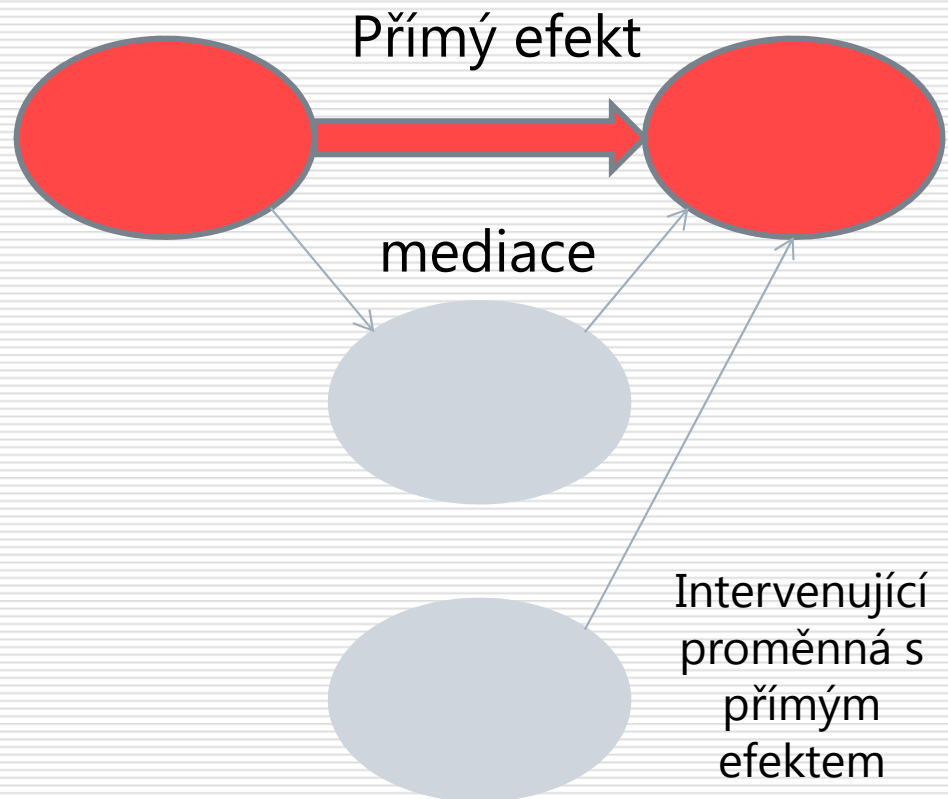 Přímý efekt
mediace
Intervenující
proměnná s
přímým
efektem